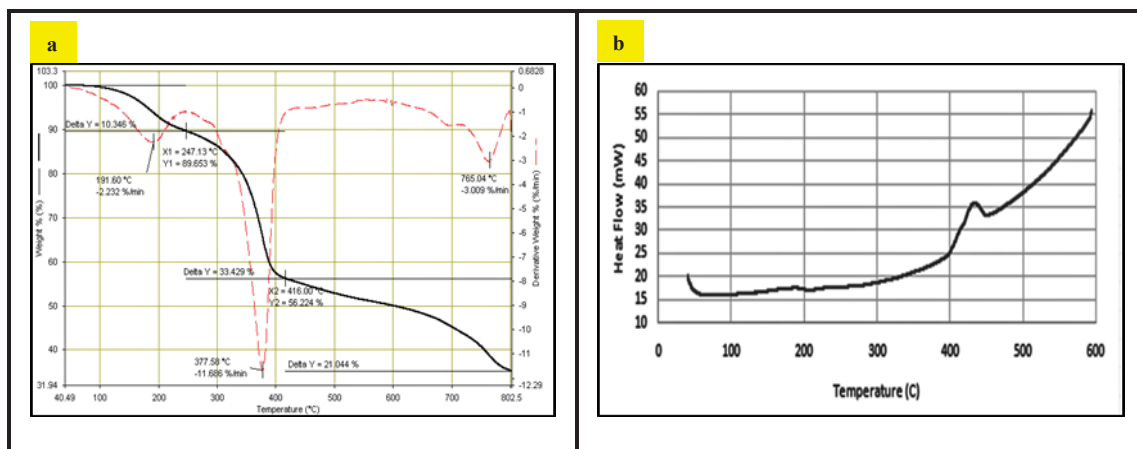 a
103.3
100
90
80
70
60
50
40
31.94
Weight % (%)
Delta Y = 10.346 %
X1 = 247.13 °C
Y1 = 89.653 %
191.60 °C
-2.232 %/min
765.04 °C
-3.009 %/min
Delta Y = 33.429 %
X2 = 416.00 °C
Y2 = 56.224 %
377.58 °C
-11.686 %/min
Delta Y = 21.044 %
0.6828
0
-1
-2
-3
-4
-5
-6
-7
-8
-9
-10
-11
-12.29
Derivative Weight % (%/min)
40.49 100 200 300 400 500 600 700 802.5
Temperature (°C)
b
60
55
50
45
40
35
30
25
20
15
10
Heat Flow (mW)
0 100 200 300 400 500 600
Temperature (C)